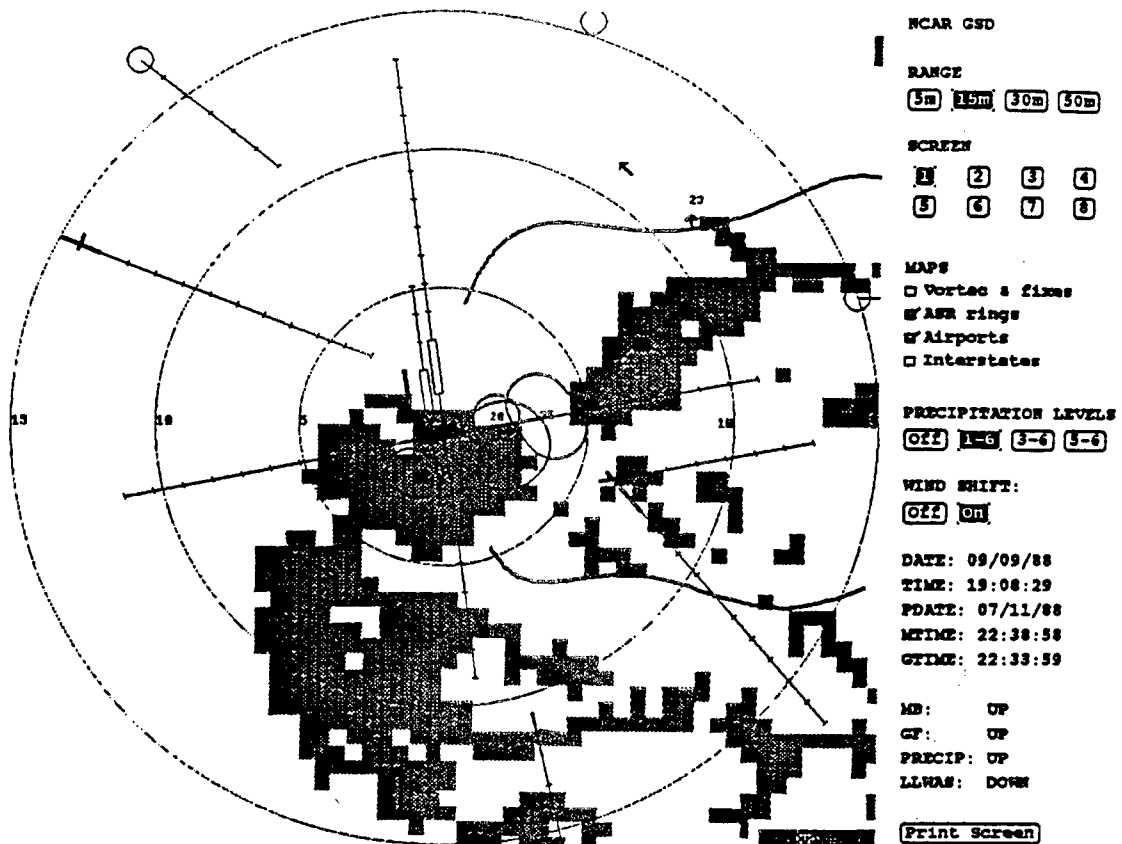 NCAR GSD
RANGE
5m 15m 30m 50m
SCREEN
1 2 3 4
5 6 7 8
MAPS
Vortec & fixes
ASR rings
Airports
Interstates
PRECIPITATION LEVELS
Off 1-6 3-6 5-6
WIND SHIFT:
Off On
DATE: 09/09/88
TIME: 19:08:29
PDATE: 07/11/88
MTIME: 22:38:58
GTIME: 22:33:59
MB: UP
GF: UP
PRECIP: UP
LLWAS: DOWN
Print Screen
23
15 10 5 20 10